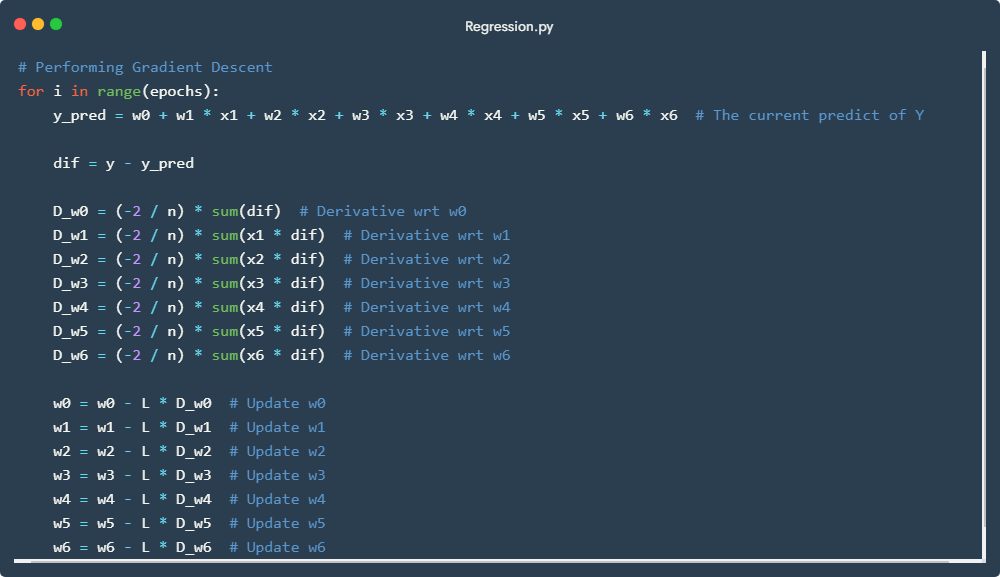 Regression.py
# Performing Gradient Descent
for i in range(epochs):
    y_pred = w0 + w1 * x1 + w2 * x2 + w3 * x3 + w4 * x4 + w5 * x5 + w6 * x6  # The current predict of Y
    dif = y - y_pred
    D_w0 = (-2 / n) * sum(dif)  # Derivative wrt w0
    D_w1 = (-2 / n) * sum(x1 * dif)  # Derivative wrt w1
    D_w2 = (-2 / n) * sum(x2 * dif)  # Derivative wrt w2
    D_w3 = (-2 / n) * sum(x3 * dif)  # Derivative wrt w3
    D_w4 = (-2 / n) * sum(x4 * dif)  # Derivative wrt w4
    D_w5 = (-2 / n) * sum(x5 * dif)  # Derivative wrt w5
    D_w6 = (-2 / n) * sum(x6 * dif)  # Derivative wrt w6
    w0 = w0 - L * D_w0  # Update w0
    w1 = w1 - L * D_w1  # Update w1
    w2 = w2 - L * D_w2  # Update w2
    w3 = w3 - L * D_w3  # Update w3
    w4 = w4 - L * D_w4  # Update w4
    w5 = w5 - L * D_w5  # Update w5
    w6 = w6 - L * D_w6  # Update w6